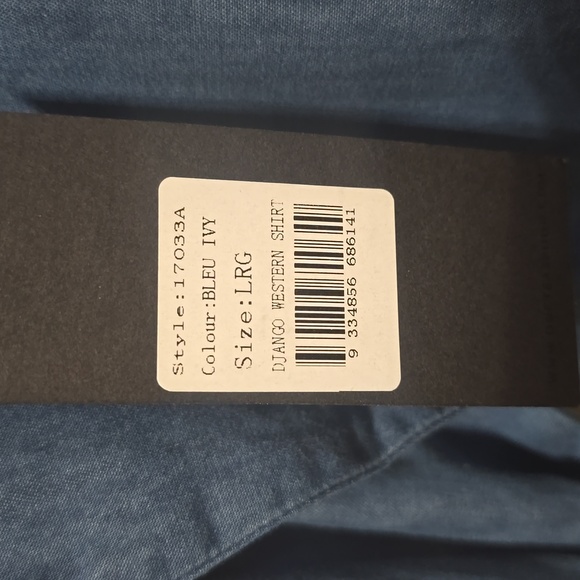 Style:17033A
Colour:BLEU IVY
Size:LRG
DJANGO WESTERN SHIRT
9 334856 686141